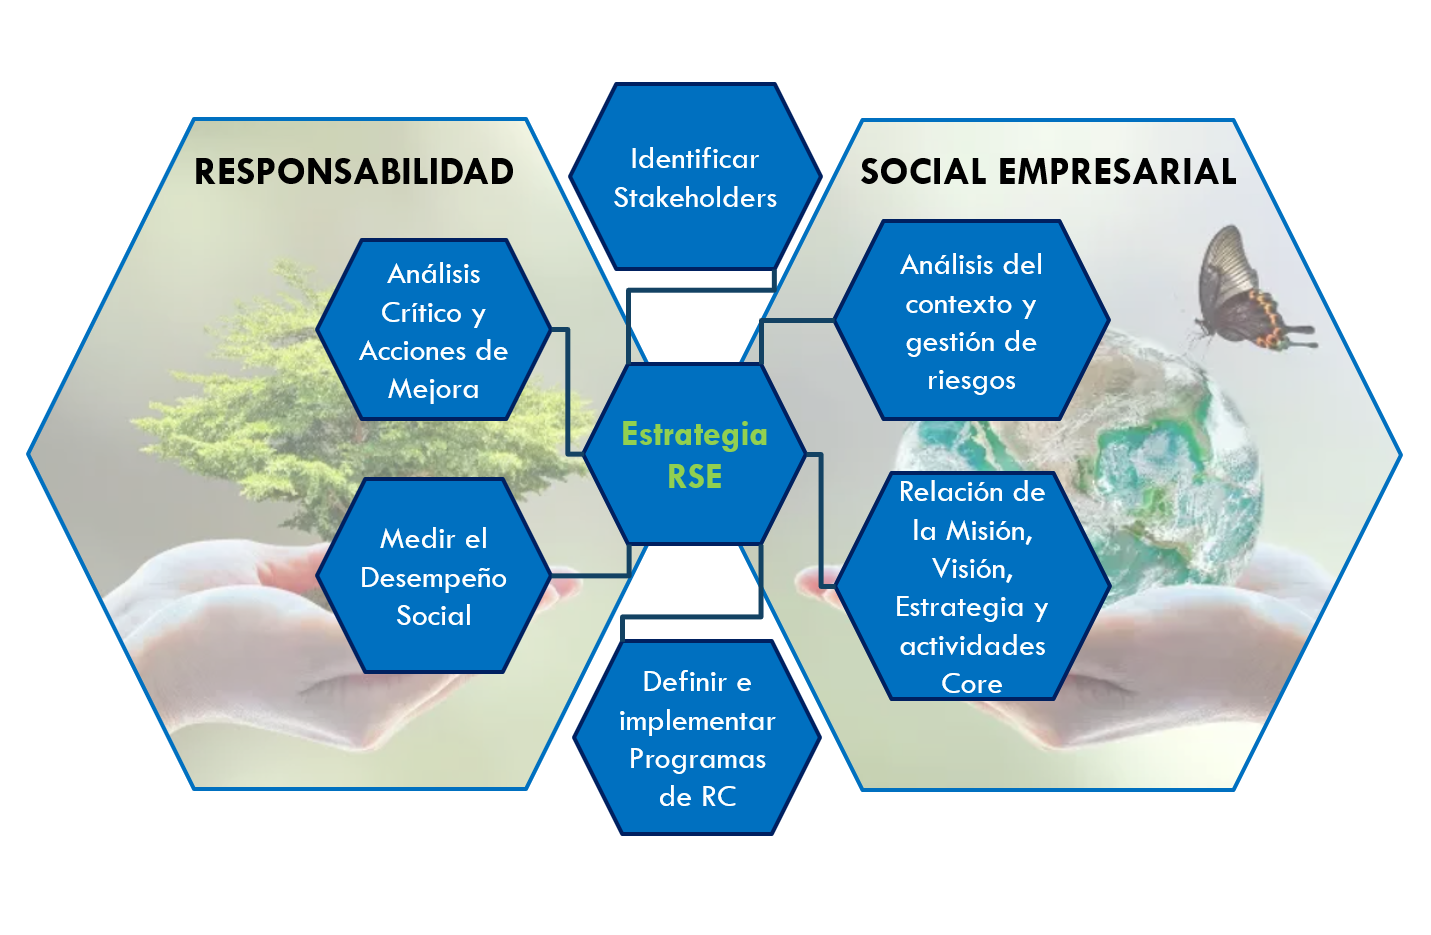 RESPONSABILIDAD
SOCIAL EMPRESARIAL
Identificar
Stakeholders
Análisis
Crítico y
Acciones de
Mejora
Análisis del
contexto y
gestión de
riesgos
Estrategia
RSE
Medir el
Desempeño
Social
Relación de
la Misión,
Visión,
Estrategia y
actividades
Core
Definir e
implementar
Programas
de RC